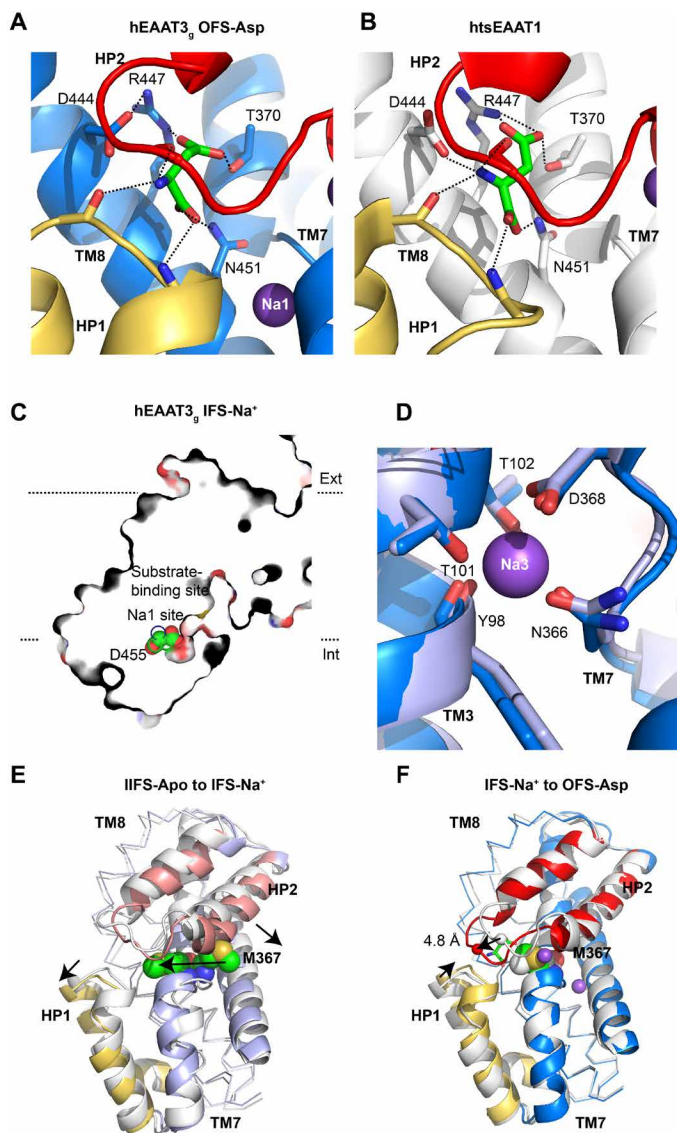 A
hEAAT3g OFS-Asp
HP2
R447
D444
T370
TM8
TM7
N451
HP1
Na1
B
htsEAAT1
HP2
D444
R447
T370
TM8
TM7
N451
HP1
C
hEAAT3g IFS-Na⁺
Ext
Substrate-
binding site
Na1 site
D455
Int
D
T102
D368
Na3
T101
Y98
N366
TM3
TM7
E
IIFS-Apo to IFS-Na⁺
TM8
HP2
M367
HP1
TM7
F
IFS-Na⁺ to OFS-Asp
TM8
HP2
4.8 Å
M367
HP1
TM7